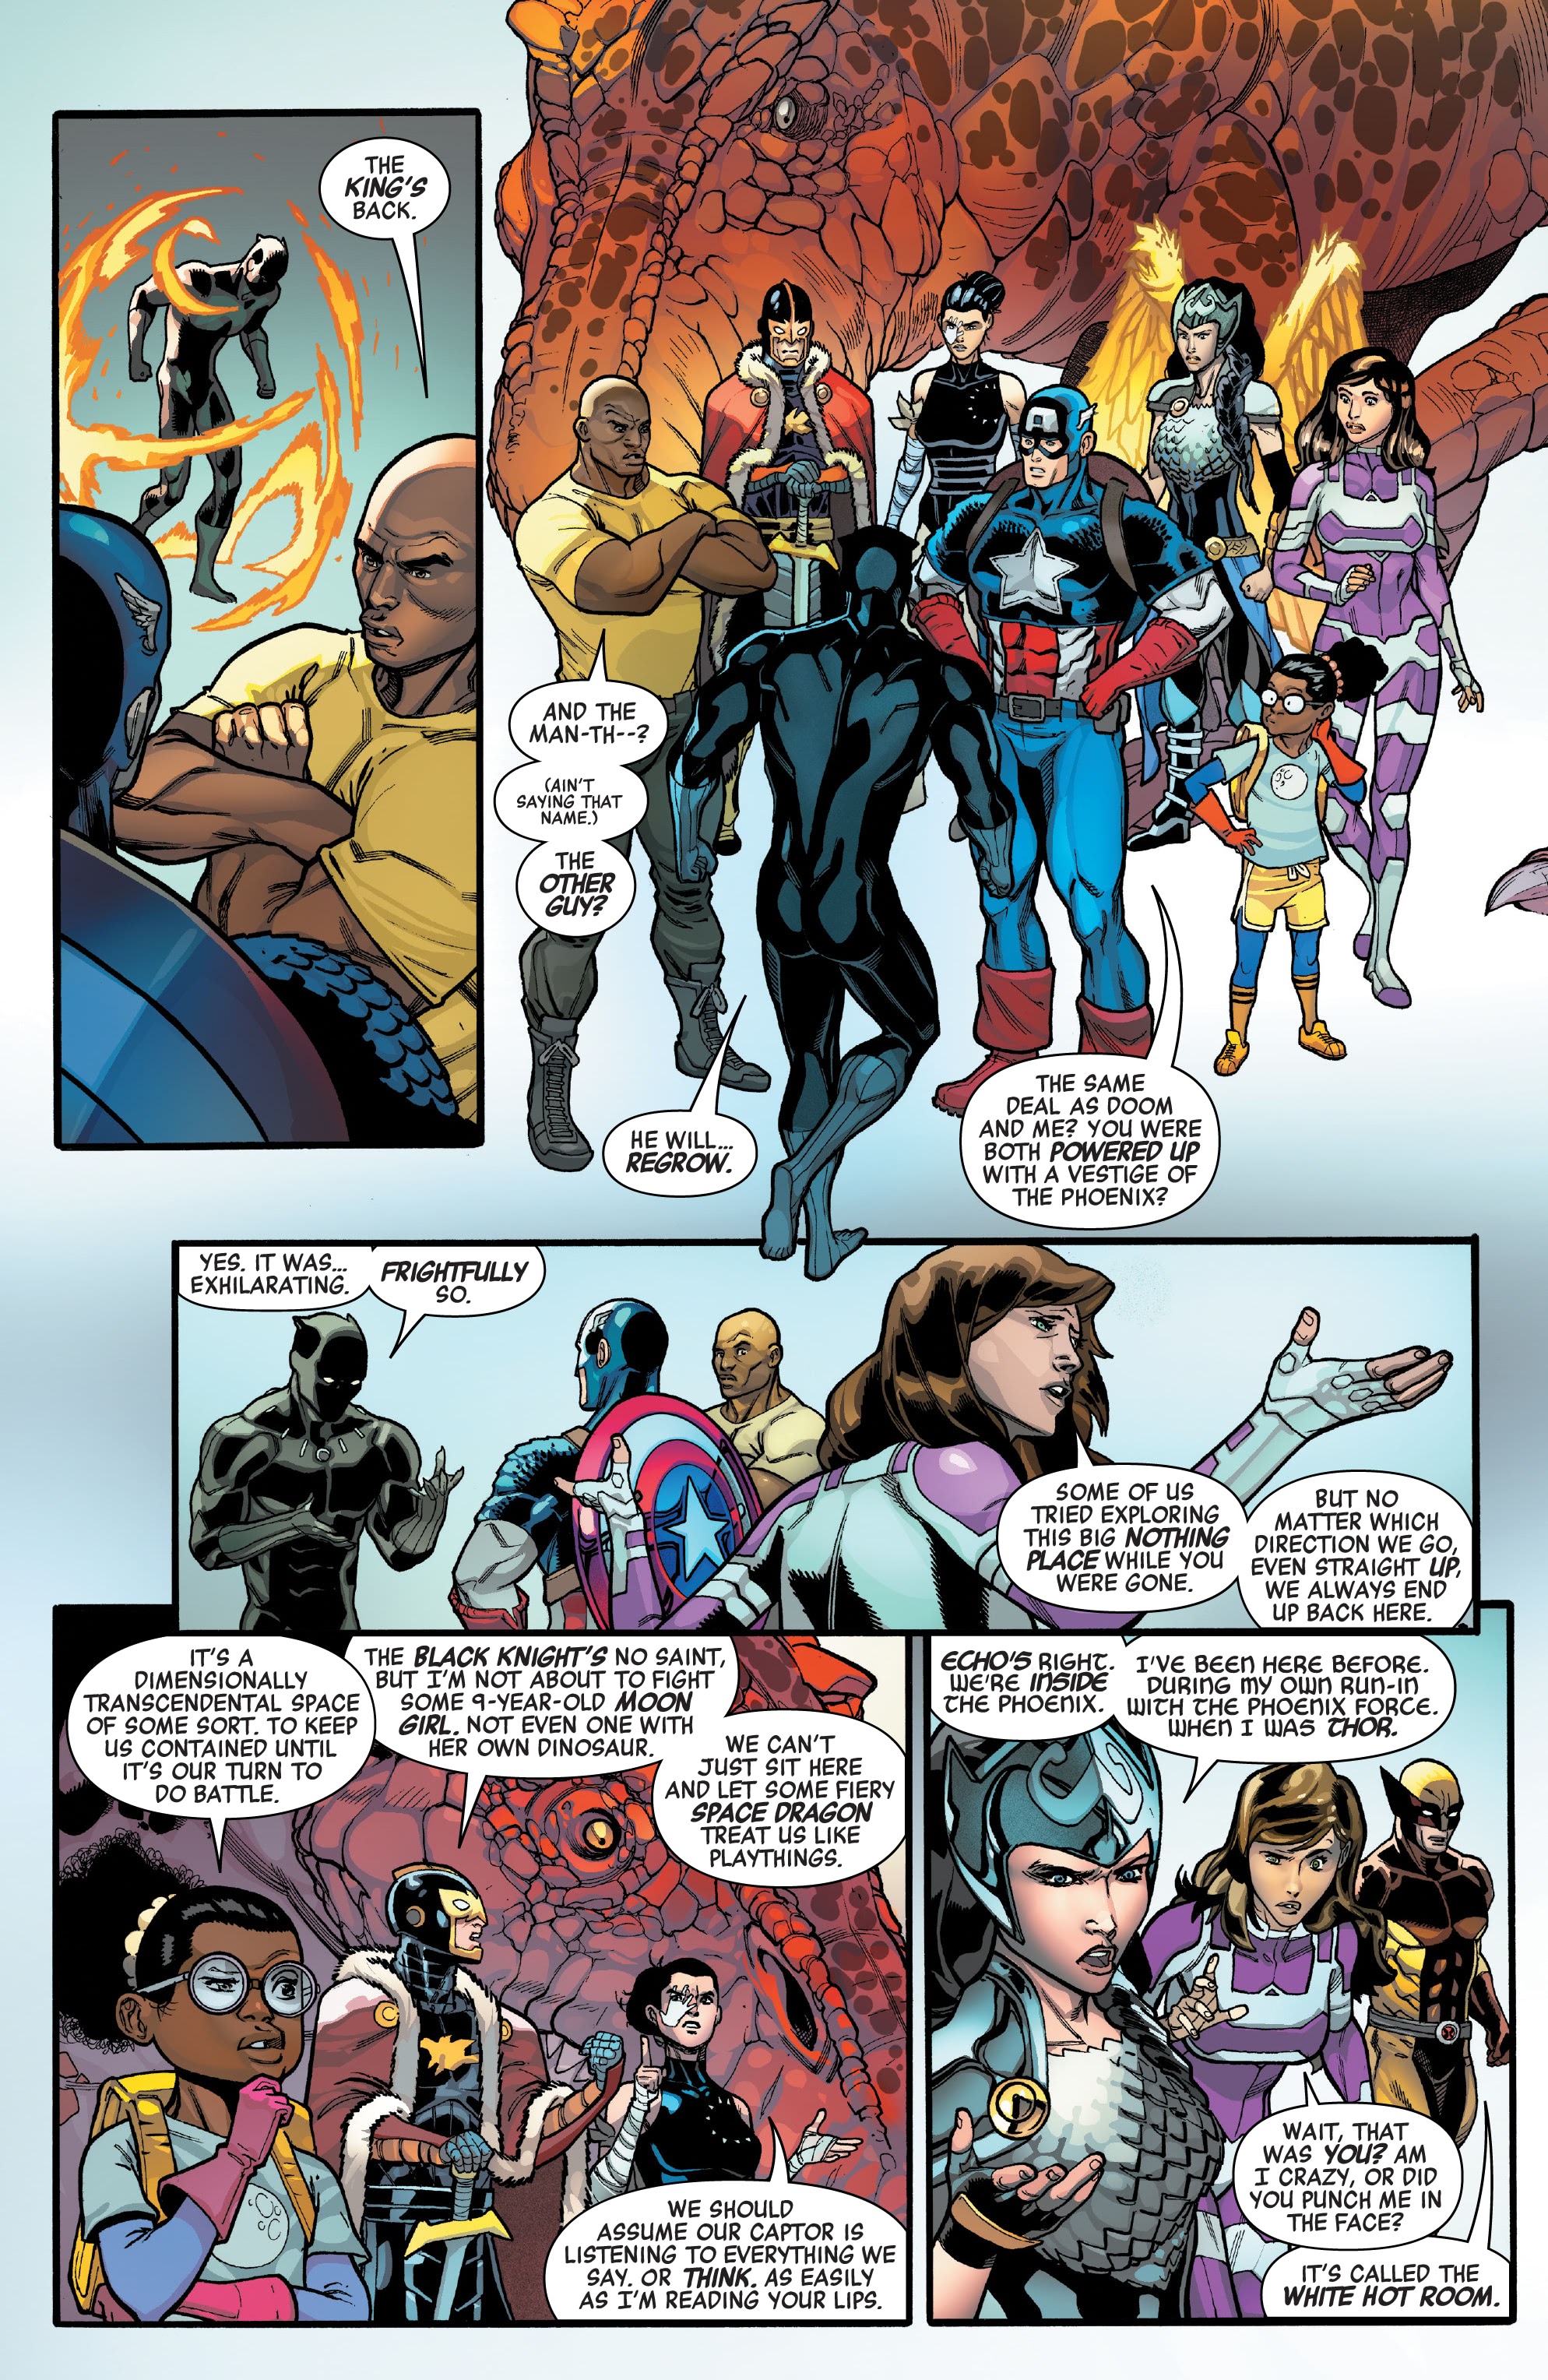 THE
KING'S
BACK.
AND THE
MAN-TH--?
(AIN'T
SAYING THAT
NAME.)
THE
OTHER
GUY?
HE WILL...
REGROW.
THE SAME
DEAL AS DOOM
AND ME? YOU WERE
BOTH POWERED UP
WITH A VESTIGE OF
THE PHOENIX?
YES. IT WAS...
EXHILARATING.
FRIGHTFULLY
SO.
SOME OF US
TRIED EXPLORING
THIS BIG NOTHING
PLACE WHILE YOU
WERE GONE.
BUT NO
MATTER WHICH
DIRECTION WE GO,
EVEN STRAIGHT UP,
WE ALWAYS END
UP BACK HERE.
IT'S A
DIMENSIONALLY
TRANSCENDENTAL SPACE
OF SOME SORT. TO KEEP
US CONTAINED UNTIL
IT'S OUR TURN TO
DO BATTLE.
THE BLACK KNIGHT'S NO SAINT,
BUT I'M NOT ABOUT TO FIGHT
SOME 9-YEAR-OLD MOON
GIRL. NOT EVEN ONE WITH
HER OWN DINOSAUR.
WE CAN'T
JUST SIT HERE
AND LET SOME FIERY
SPACE DRAGON
TREAT US LIKE
PLAYTHINGS.
WE SHOULD
ASSUME OUR CAPTOR IS
LISTENING TO EVERYTHING WE
SAY. OR THINK. AS EASILY
AS I'M READING YOUR LIPS.
ECHO'S RIGHT.
WE'RE INSIDE
THE PHOENIX.
I'VE BEEN HERE BEFORE.
DURING MY OWN RUN-IN
WITH THE PHOENIX FORCE.
WHEN I WAS THOR.
WAIT, THAT
WAS YOU? AM
I CRAZY, OR DID
YOU PUNCH ME IN
THE FACE?
IT'S CALLED THE
WHITE HOT ROOM.